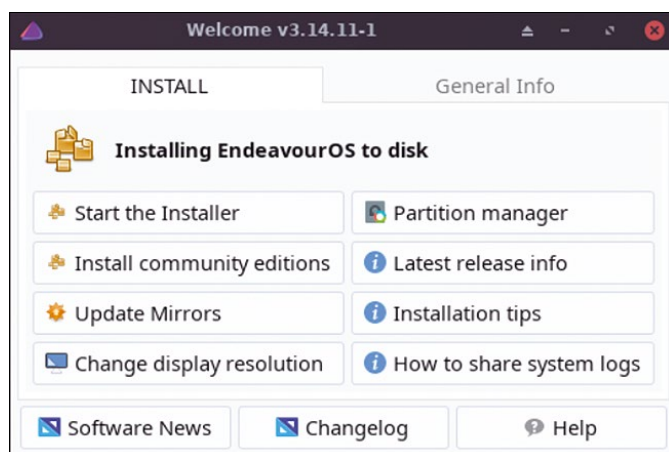 Welcome v3.14.11-1
INSTALL General Info
Installing EndeavourOS to disk
Start the Installer Partition manager
Install community editions Latest release info
Update Mirrors Installation tips
Change display resolution How to share system logs
Software News Changelog Help